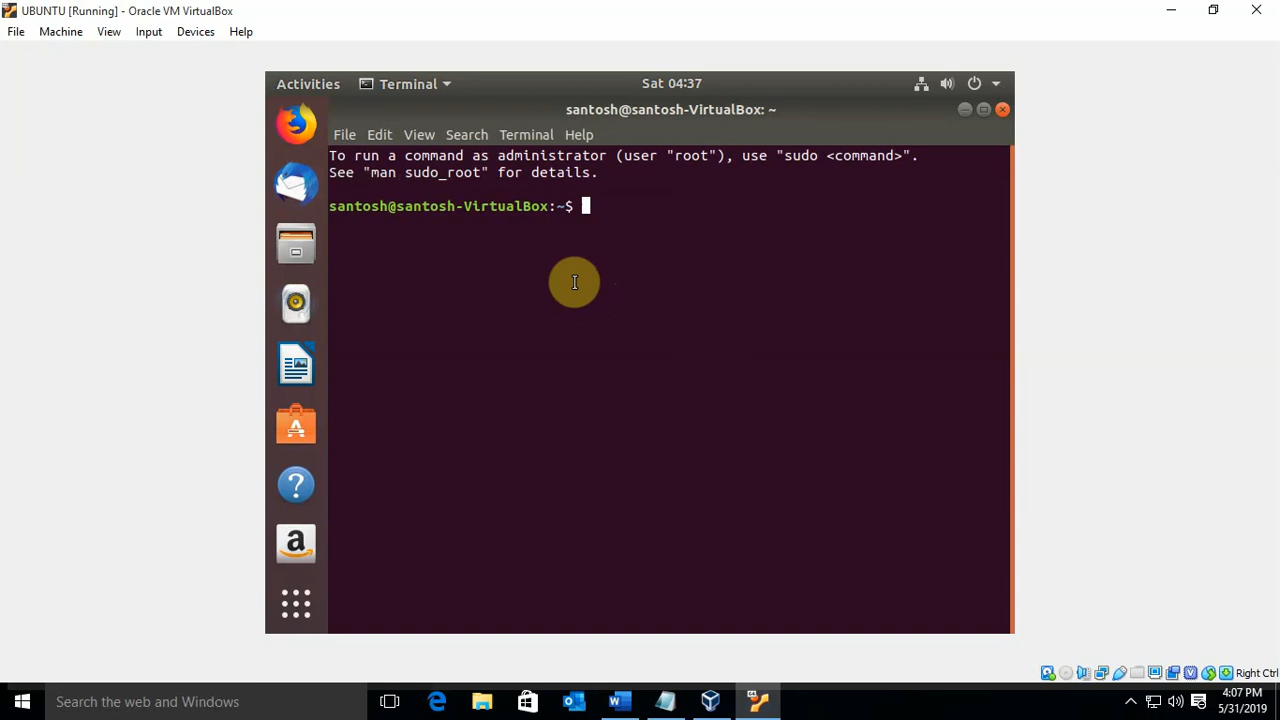 UBUNTU [Running] - Oracle VM VirtualBox
File Machine View Input Devices Help
Activities Terminal Sat 04:37
santosh@santosh-VirtualBox: ~
File Edit View Search Terminal Help
To run a command as administrator (user "root"), use "sudo <command>".
See "man sudo_root" for details.
santosh@santosh-VirtualBox:~$
Right Ctrl
Search the web and Windows
4:07 PM
5/31/2019